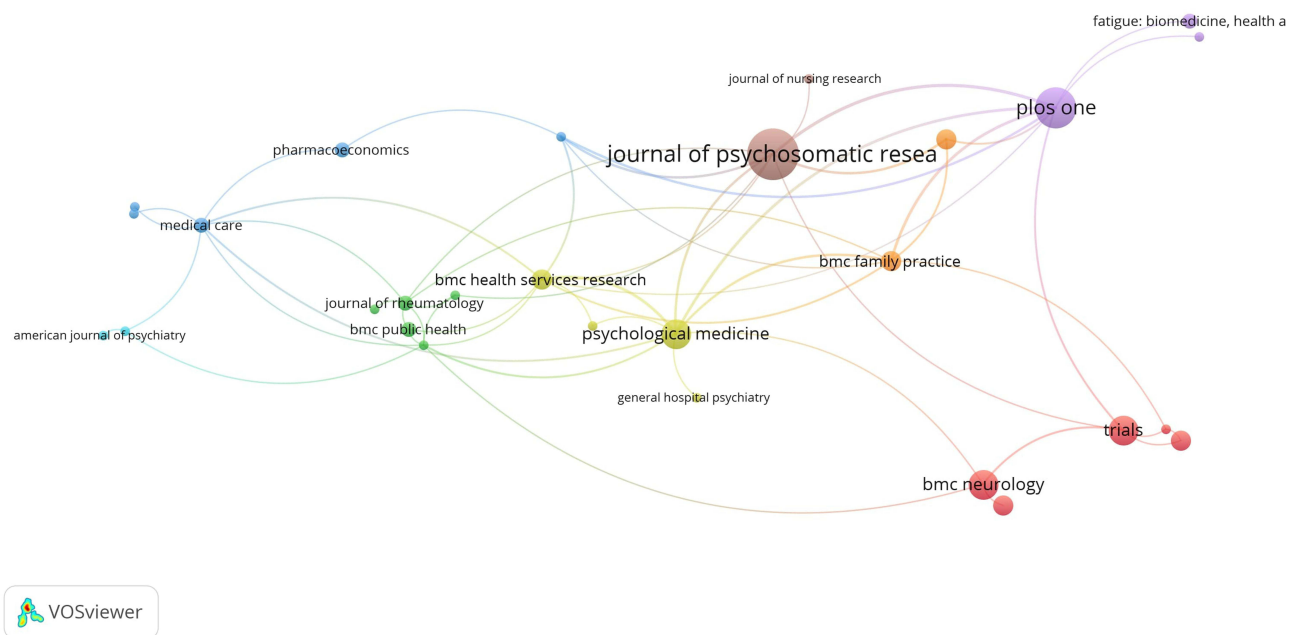 fatigue: biomedicine, health a
journal of nursing research
plos one
pharmacoeconomics
journal of psychosomatic resea
medical care
bmc family practice
bmc health services research
journal of rheumatology
bmc public health
american journal of psychiatry
psychological medicine
general hospital psychiatry
trials
bmc neurology
VOSviewer